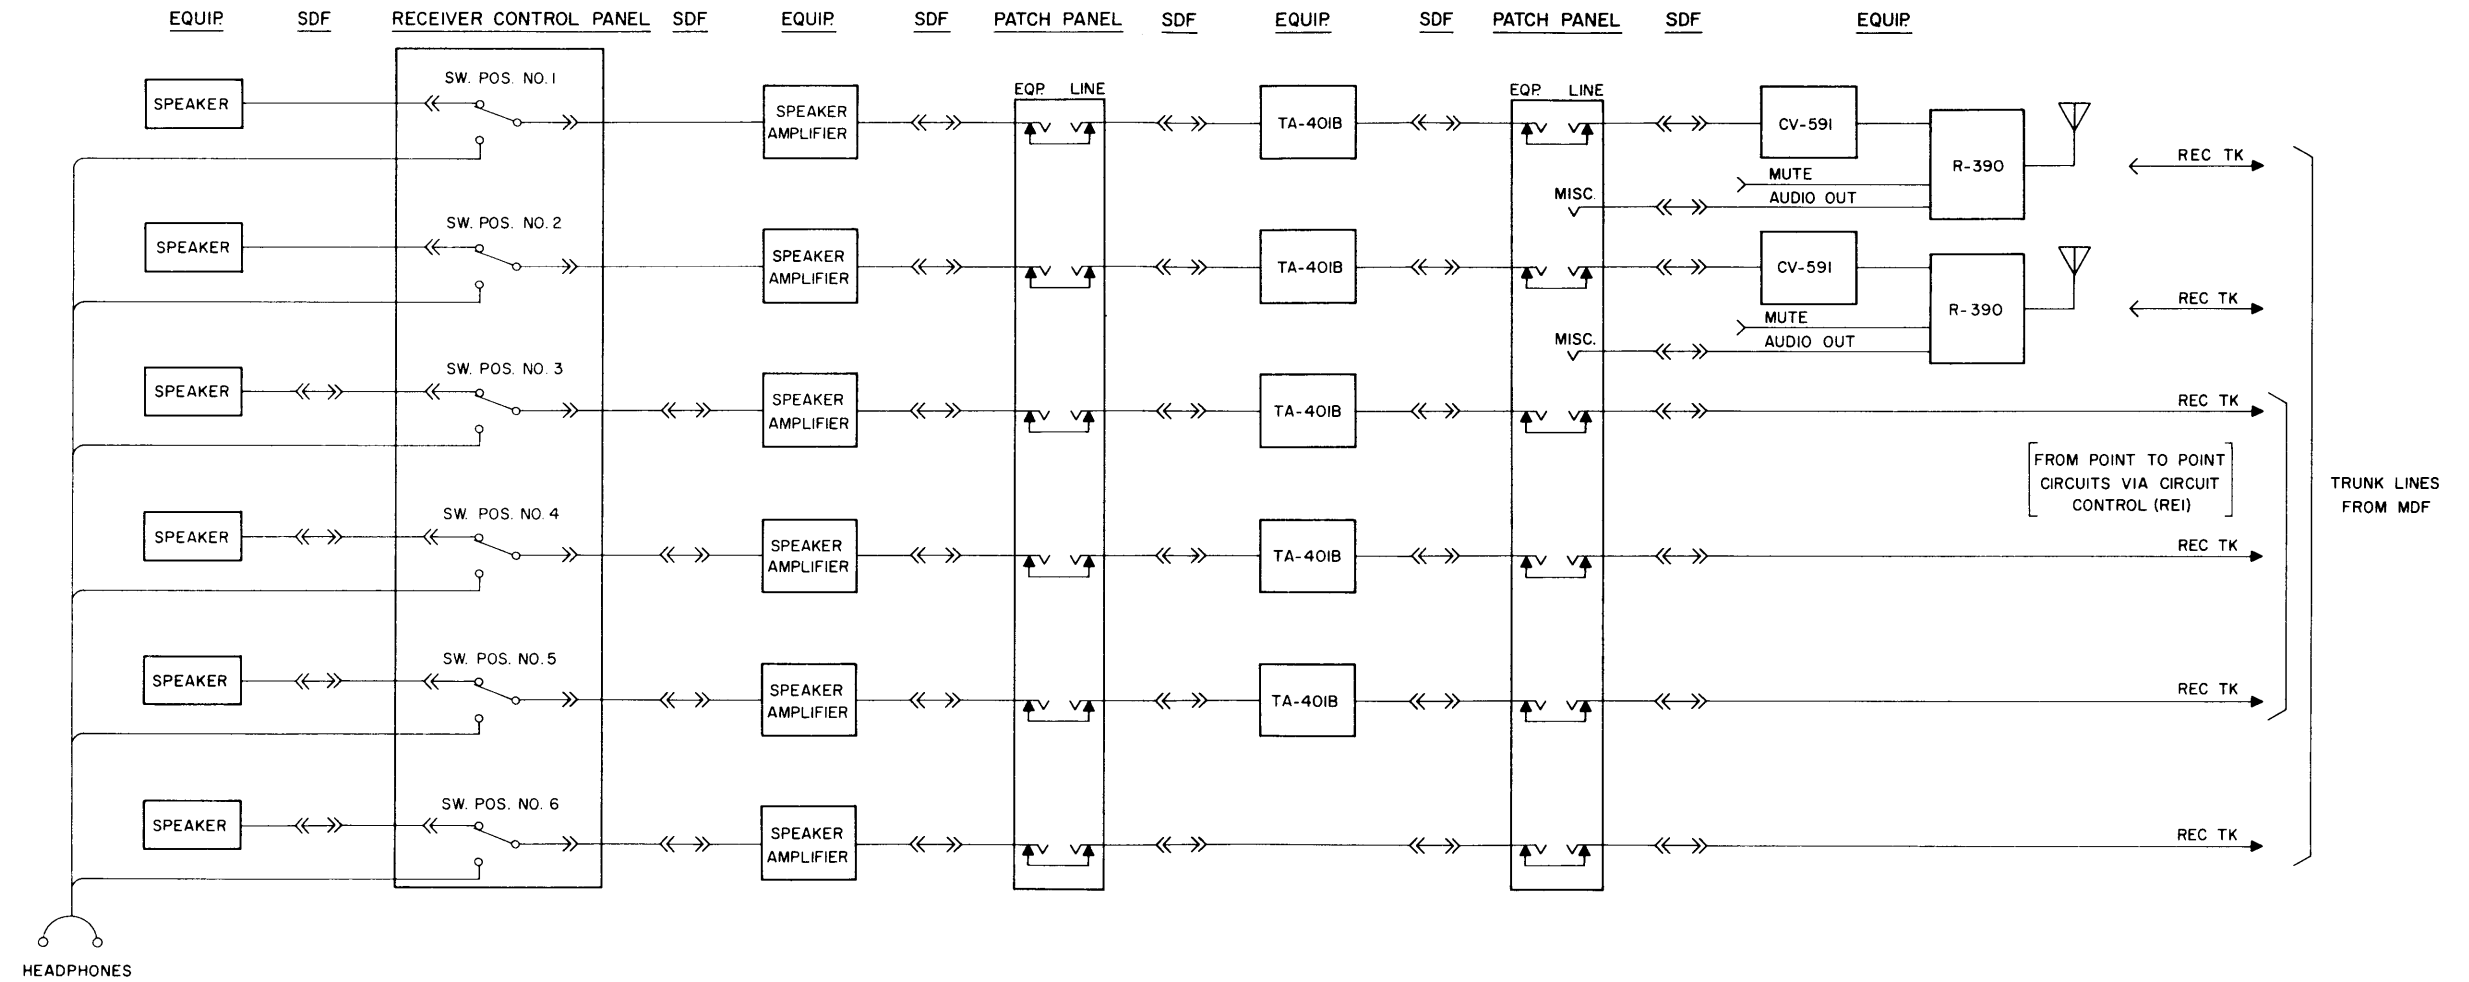 EQUIP. SDF RECEIVER CONTROL PANEL SDF EQUIP. SDF PATCH PANEL SDF EQUIP. SDF PATCH PANEL SDF EQUIP.
SW. POS. NO. 1
SPEAKER
SPEAKER
AMPLIFIER
EQP. LINE
TA-401B
EQP. LINE
CV-591
R-390
REC TK
MUTE
MISC.
AUDIO OUT
SW. POS. NO. 2
SPEAKER
SPEAKER
AMPLIFIER
TA-401B
CV-591
R-390
REC TK
MUTE
MISC.
AUDIO OUT
SW. POS. NO. 3
SPEAKER
SPEAKER
AMPLIFIER
TA-401B
REC TK
FROM POINT TO POINT
CIRCUITS VIA CIRCUIT
CONTROL (REI)
TRUNK LINES
FROM MDF
SW. POS. NO. 4
SPEAKER
SPEAKER
AMPLIFIER
TA-401B
REC TK
SW. POS. NO. 5
SPEAKER
SPEAKER
AMPLIFIER
TA-401B
REC TK
SW. POS. NO. 6
SPEAKER
SPEAKER
AMPLIFIER
REC TK
HEADPHONES